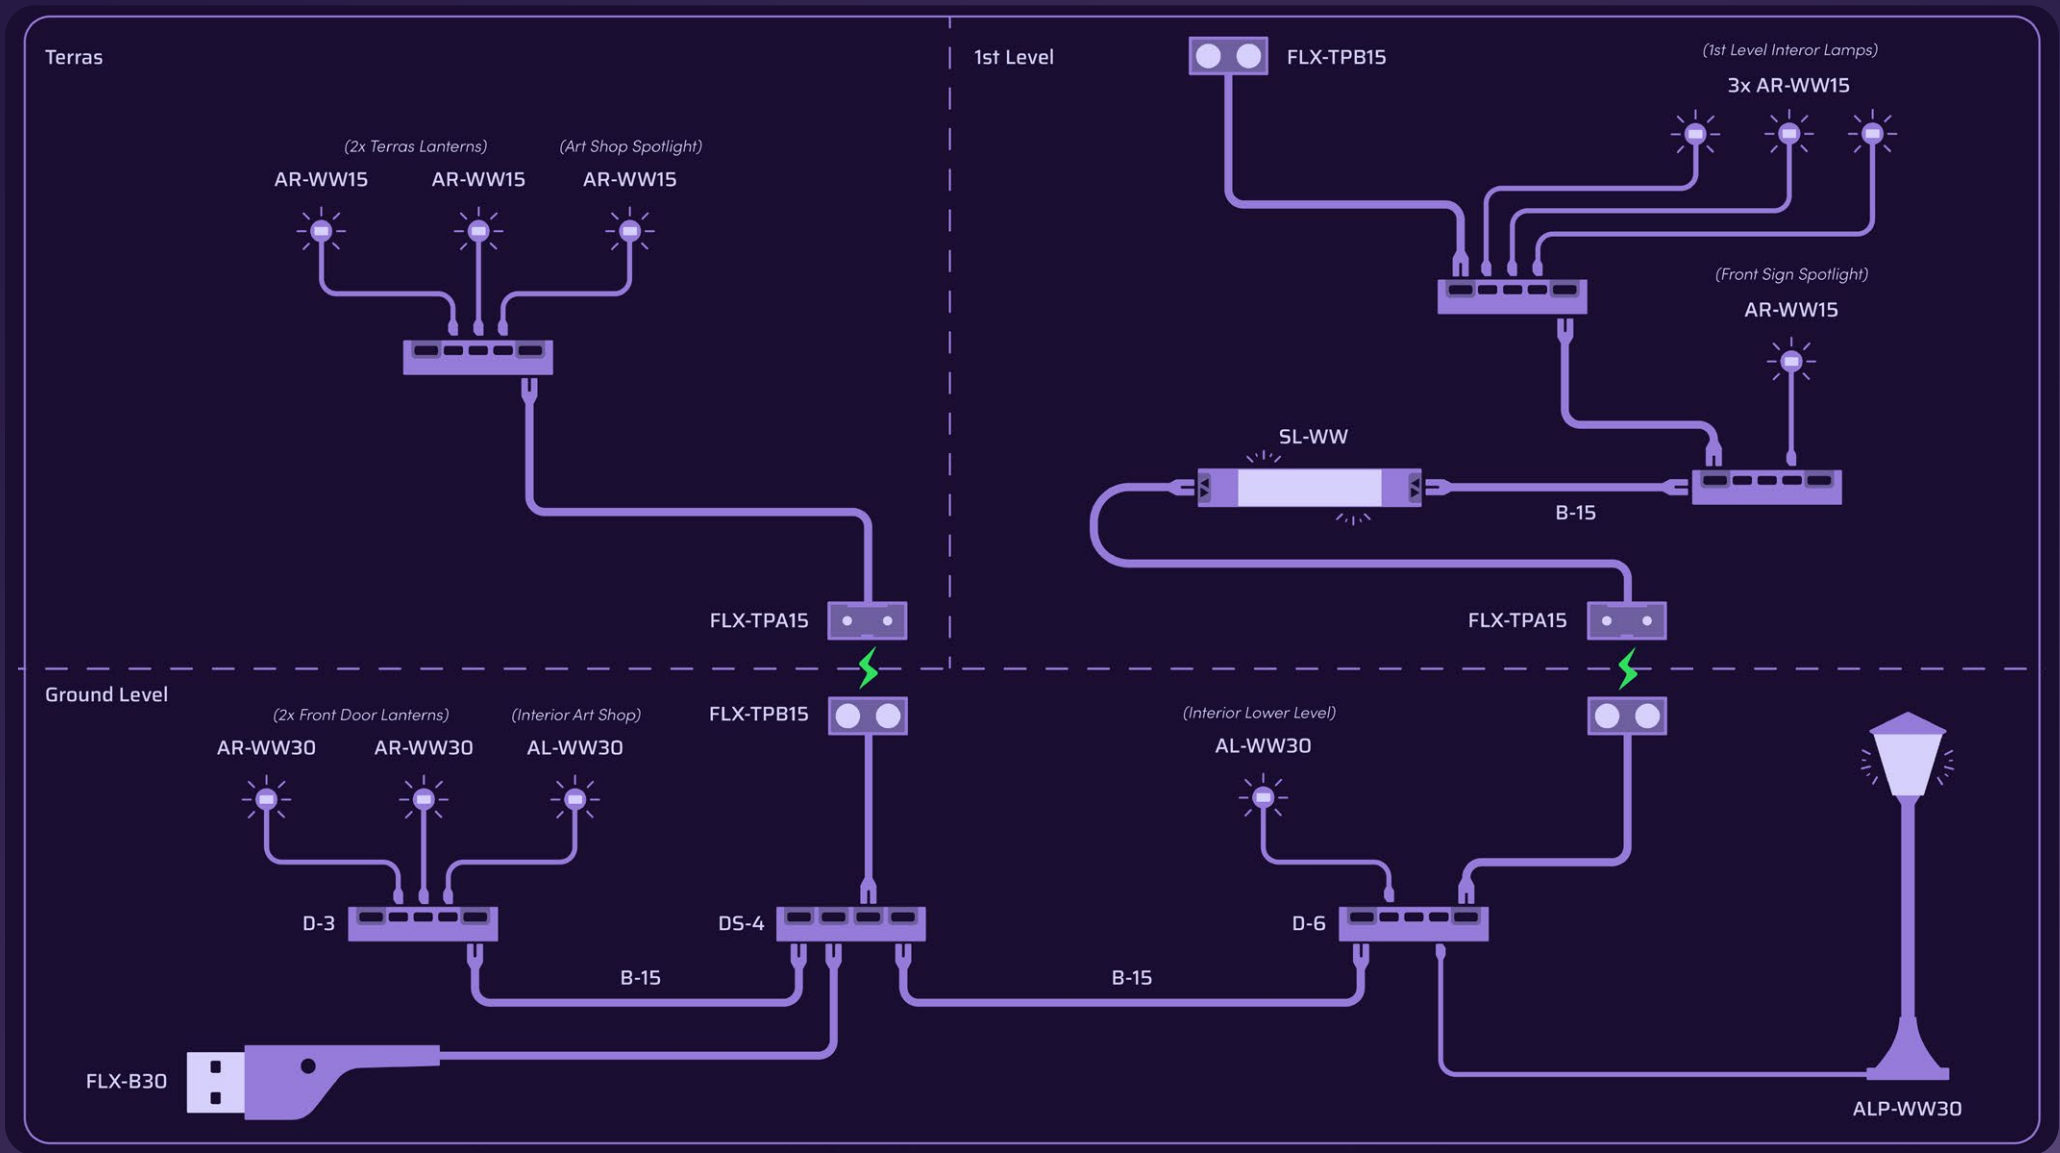 Terras
(2x Terras Lanterns)
(Art Shop Spotlight)
AR-WW15
AR-WW15
AR-WW15
FLX-TPA15
1st Level
FLX-TPB15
(1st Level Interor Lamps)
3x AR-WW15
(Front Sign Spotlight)
AR-WW15
SL-WW
B-15
FLX-TPA15
Ground Level
(2x Front Door Lanterns)
(Interior Art Shop)
AR-WW30
AR-WW30
AL-WW30
FLX-TPB15
(Interior Lower Level)
AL-WW30
D-3
DS-4
D-6
B-15
B-15
FLX-B30
ALP-WW30